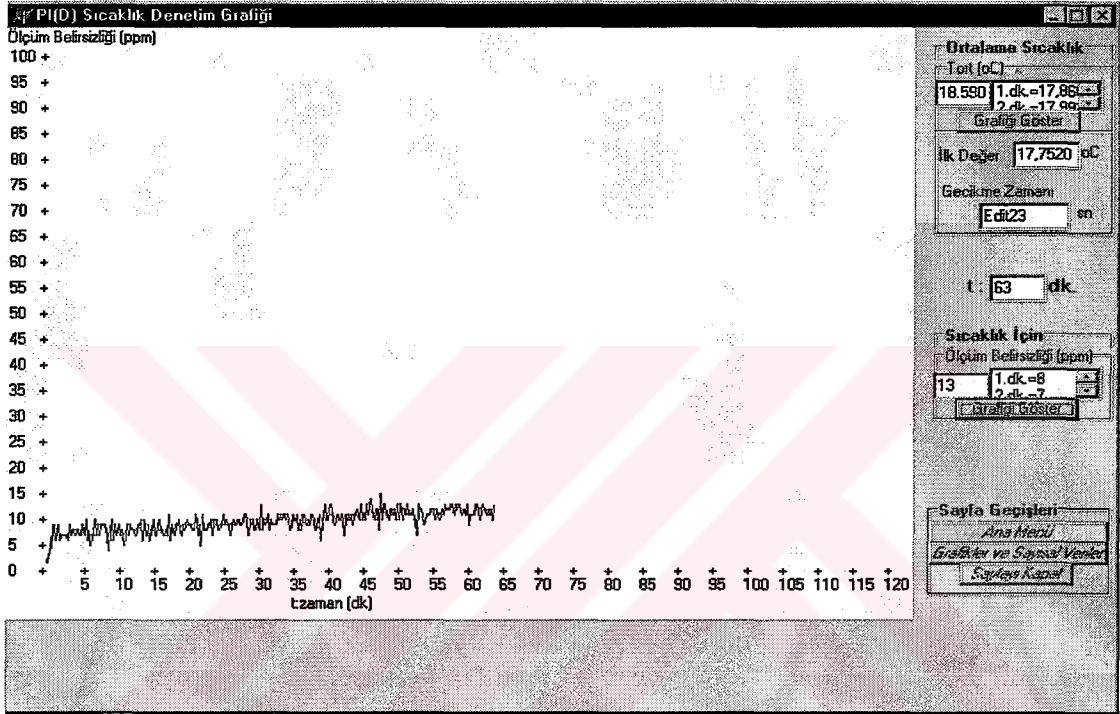 PI(D) Sıcaklık Denetim Grafiği
Ölçüm Belirsizliği (ppm)
100
95
90
85
80
75
70
65
60
55
50
45
40
35
30
25
20
15
10
5
0
5 10 15 20 25 30 35 40 45 50 55 60 65 70 75 80 85 90 95 100 105 110 115 120
t:zaman (dk)
Ortalama Sıcaklık
Tort (oC)
18.590 1.dk.=17,86
2.dk.=17,99
Grafiği Göster
İlk Değer 17,7520 oC
Gecikme Zamanı
Edit23 sn
t : 63 dk.
Sıcaklık İçin
Ölçüm Belirsizliği (ppm)
13 1.dk.=8
2.dk.=7
Grafiği Göster
Sayfa Geçişleri
Ana Menü
Grafikler ve Sayısal Veriler
Sayfayı Kapat